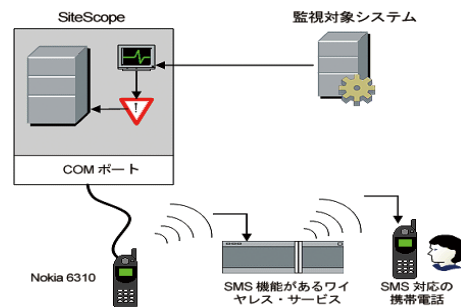 SiteScope
監視対象システム
!
COM ポート
Nokia 6310
SMS 機能があるワイ
ヤレス・サービス
SMS 対応の
携帯電話